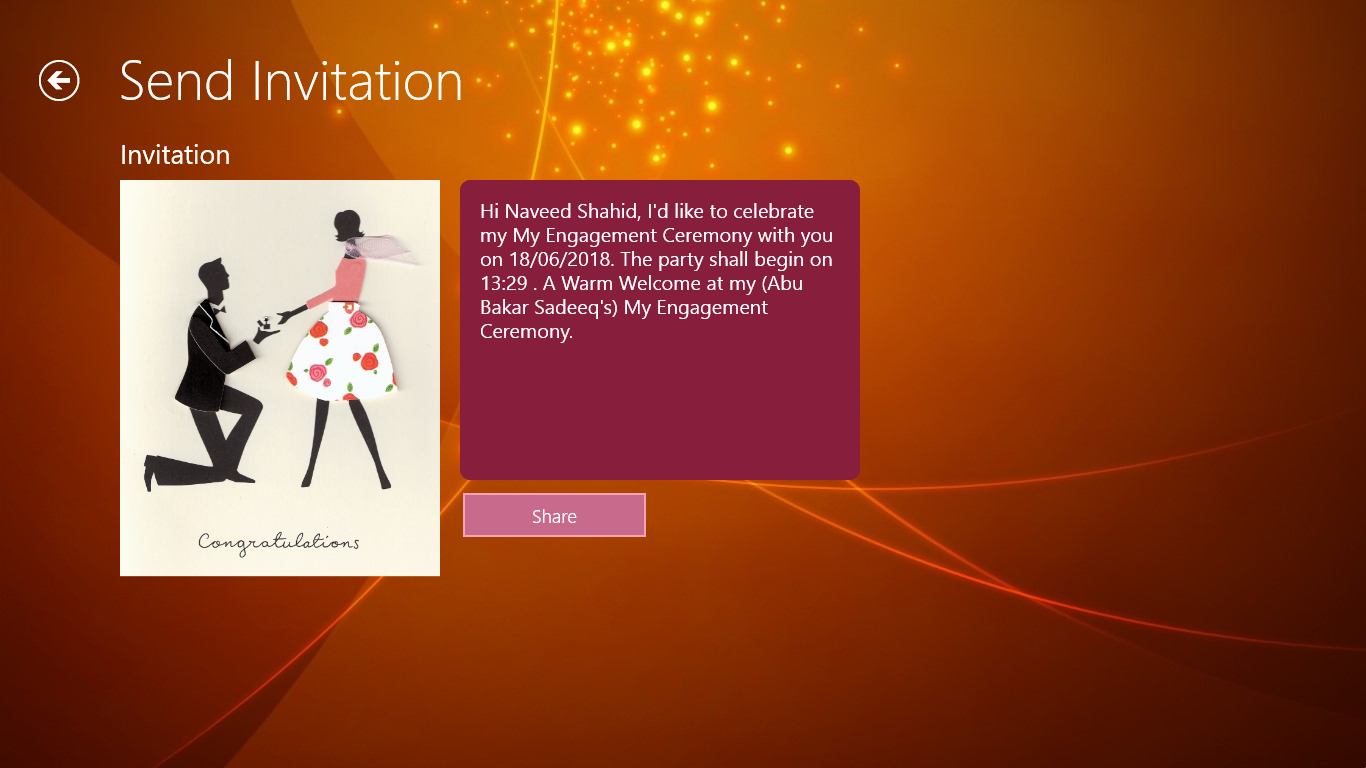 Send Invitation
Invitation
Hi Naveed Shahid, I'd like to celebrate
my My Engagement Ceremony with you
on 18/06/2018. The party shall begin on
13:29 . A Warm Welcome at my (Abu
Bakar Sadeeq's) My Engagement
Ceremony.
Share
Congratulations